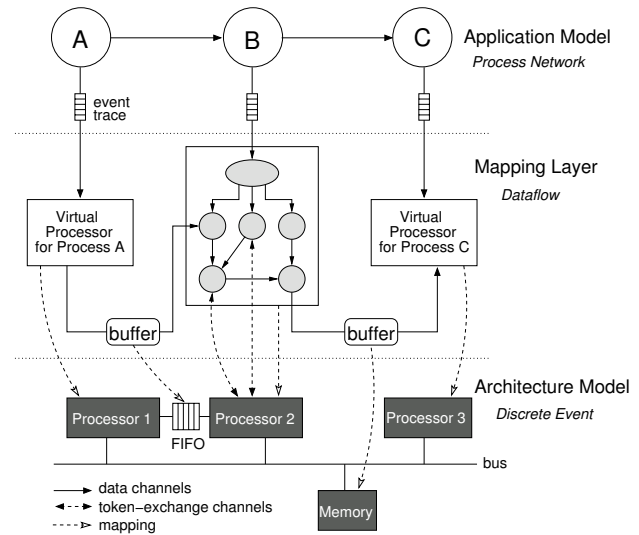 A
B
C
Application Model
Process Network
event
trace
Mapping Layer
Dataflow
Virtual
Processor
for Process A
Virtual
Processor
for Process C
buffer
buffer
Architecture Model
Discrete Event
Processor 1
FIFO
Processor 2
Processor 3
bus
data channels
token−exchange channels
mapping
Memory